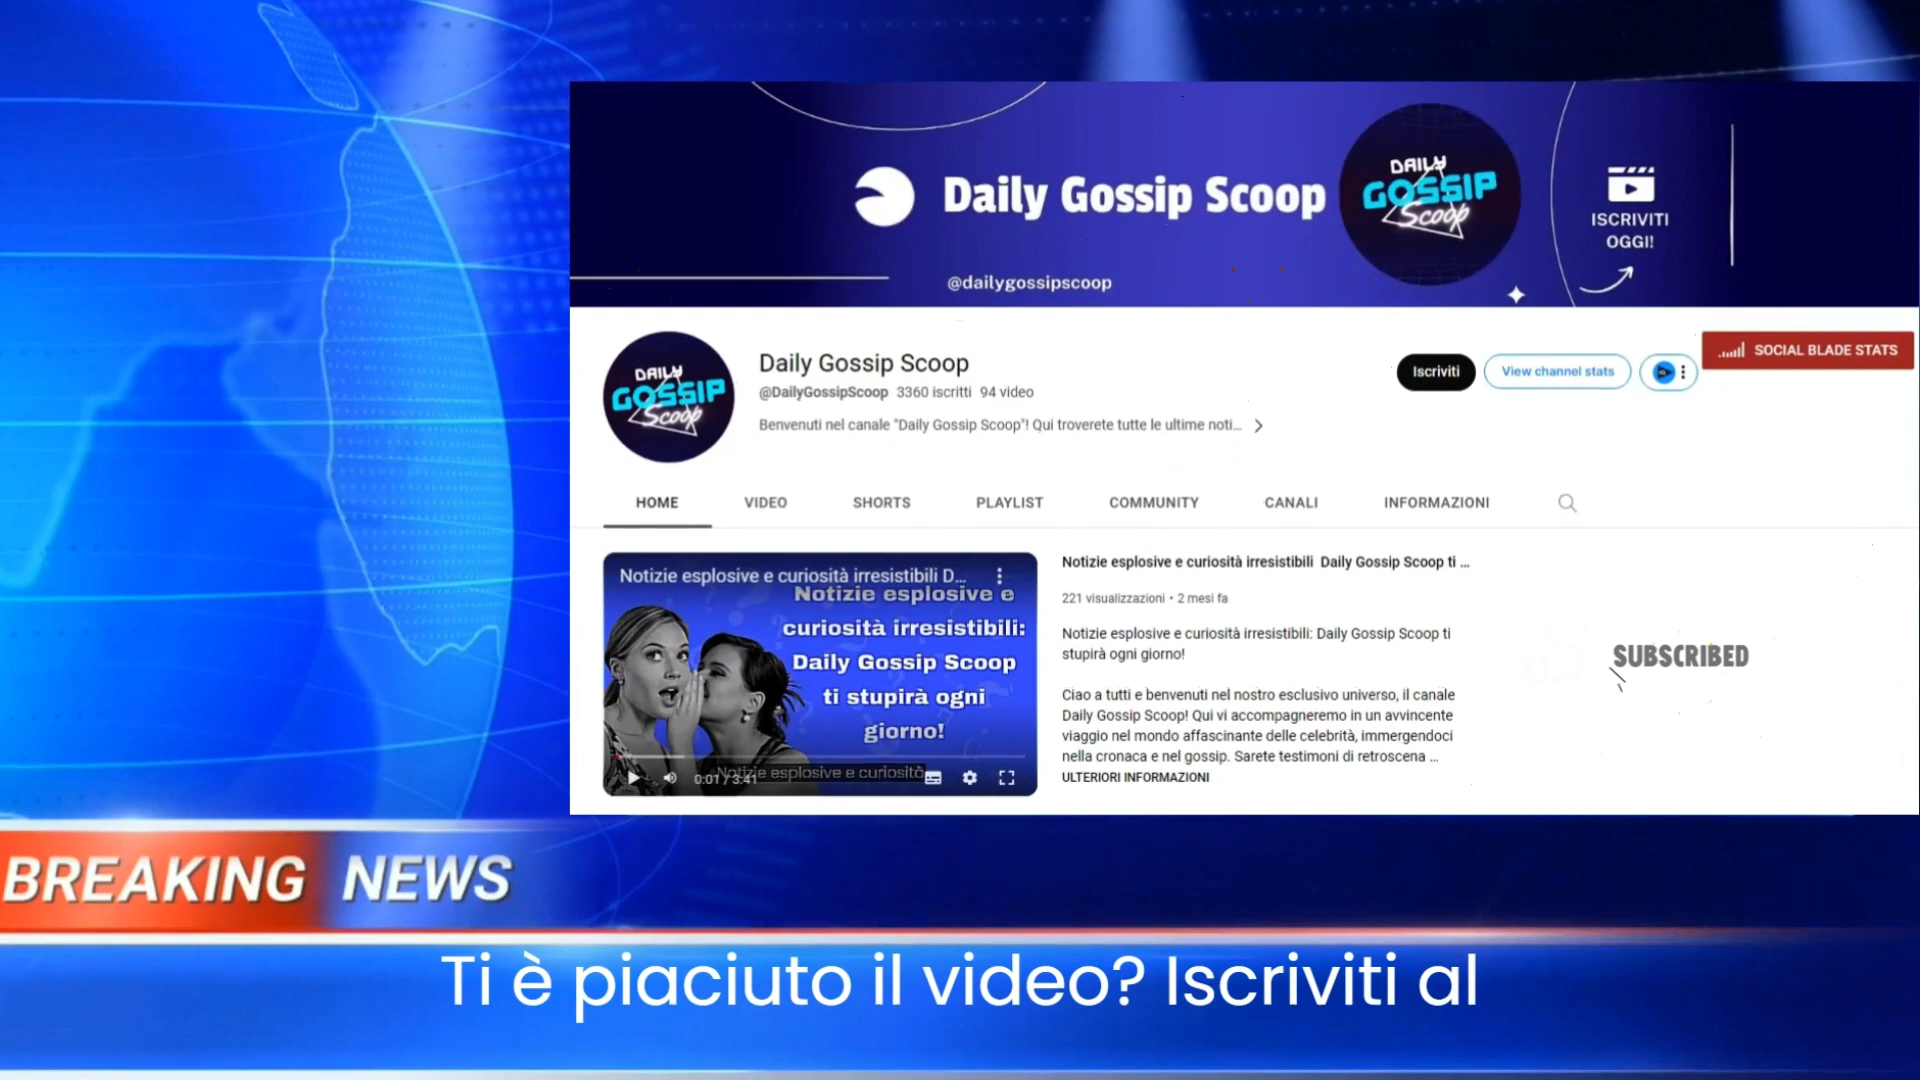 Daily Gossip Scoop
DAILY
GOSSIP
Scoop
ISCRIVITI
OGGI!
@dailygossipscoop
DAILY
GOSSIP
Scoop
Daily Gossip Scoop
@DailyGossipScoop 3360 iscritti 94 video
Benvenuti nel canale "Daily Gossip Scoop"! Qui troverete tutte le ultime noti...
Iscriviti
View channel stats
SOCIAL BLADE STATS
HOME VIDEO SHORTS PLAYLIST COMMUNITY CANALI INFORMAZIONI
Notizie esplosive e curiosità irresistibili D...
Notizie esplosive e
curiosità irresistibili:
Daily Gossip Scoop
ti stupirà ogni
giorno!
Notizie esplosive e curiosità
0:01 / 3:41
Notizie esplosive e curiosità irresistibili Daily Gossip Scoop ti ...
221 visualizzazioni • 2 mesi fa
Notizie esplosive e curiosità irresistibili: Daily Gossip Scoop ti
stupirà ogni giorno!
Ciao a tutti e benvenuti nel nostro esclusivo universo, il canale
Daily Gossip Scoop! Qui vi accompagneremo in un avvincente
viaggio nel mondo affascinante delle celebrità, immergendoci
nella cronaca e nel gossip. Sarete testimoni di retroscena ...
ULTERIORI INFORMAZIONI
SUBSCRIBED
BREAKING NEWS
Ti è piaciuto il video? Iscriviti al